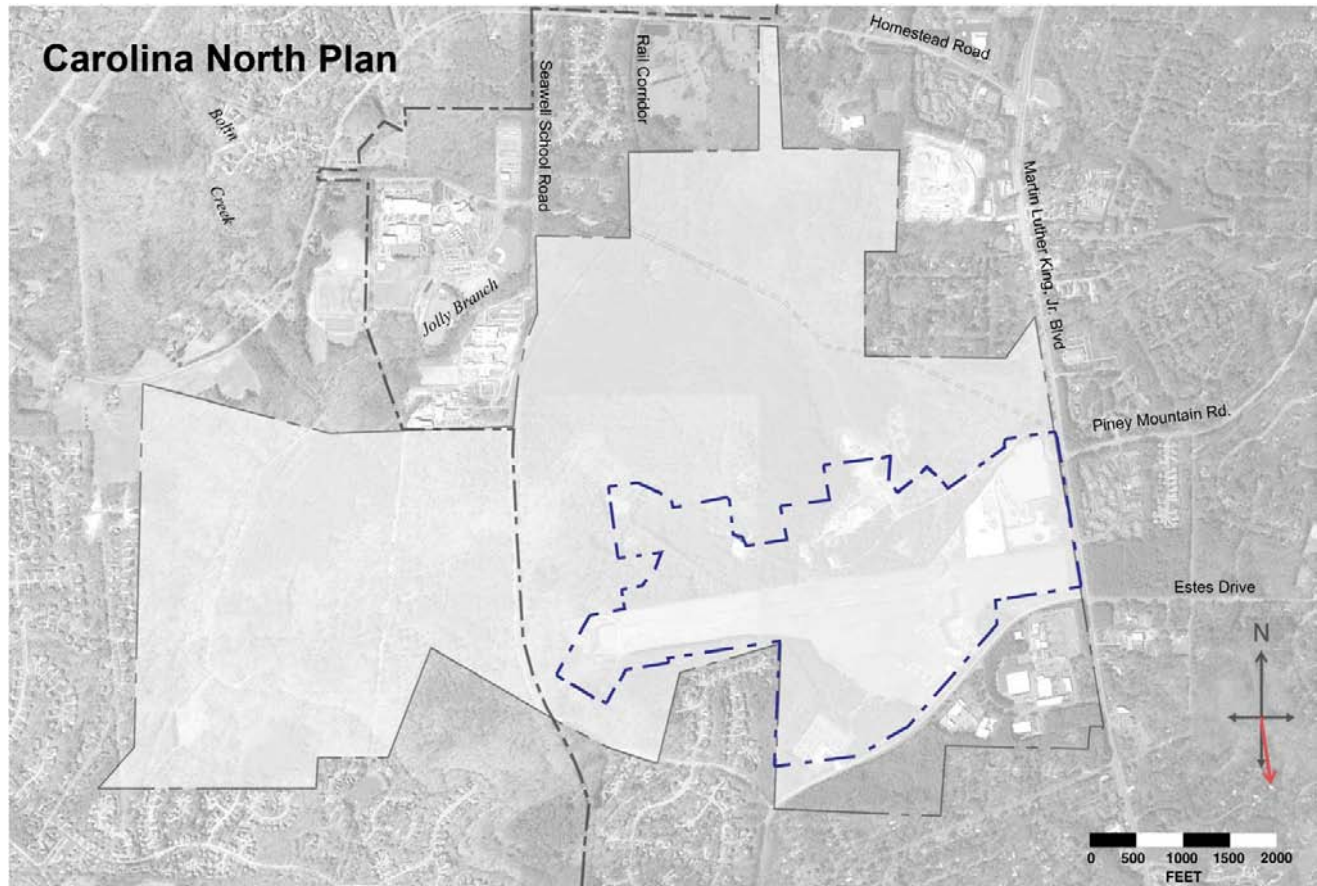 Carolina North Plan
Homestead Road
Rail Corridor
Seawell School Road
Bolin
Creek
Jolly Branch
Martin Luther King, Jr. Blvd
Piney Mountain Rd.
Estes Drive
N
0 500 1000 1500 2000
FEET